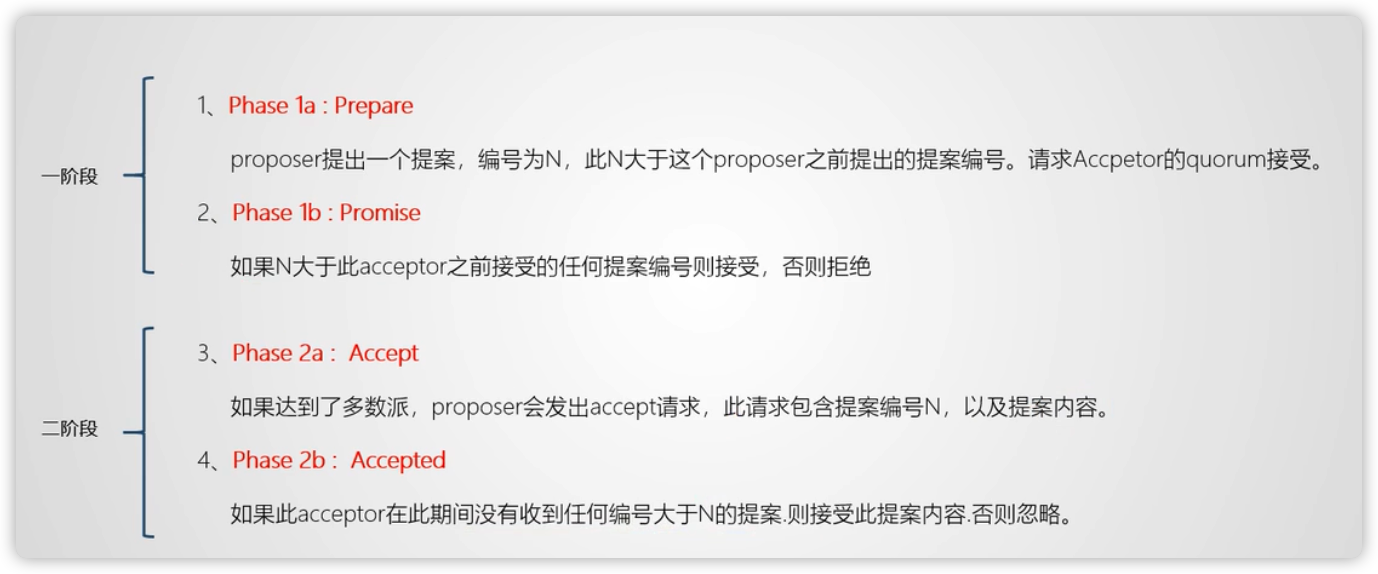 1、Phase 1a : Prepare
proposer提出一个提案，编号为N，此N大于这个proposer之前提出的提案编号。请求Accpetor的quorum接受。
一阶段
2、Phase 1b : Promise
如果N大于此acceptor之前接受的任何提案编号则接受，否则拒绝
3、Phase 2a :  Accept
如果达到了多数派，proposer会发出accept请求，此请求包含提案编号N，以及提案内容。
二阶段
4、Phase 2b :  Accepted
如果此acceptor在此期间没有收到任何编号大于N的提案.则接受此提案内容.否则忽略。